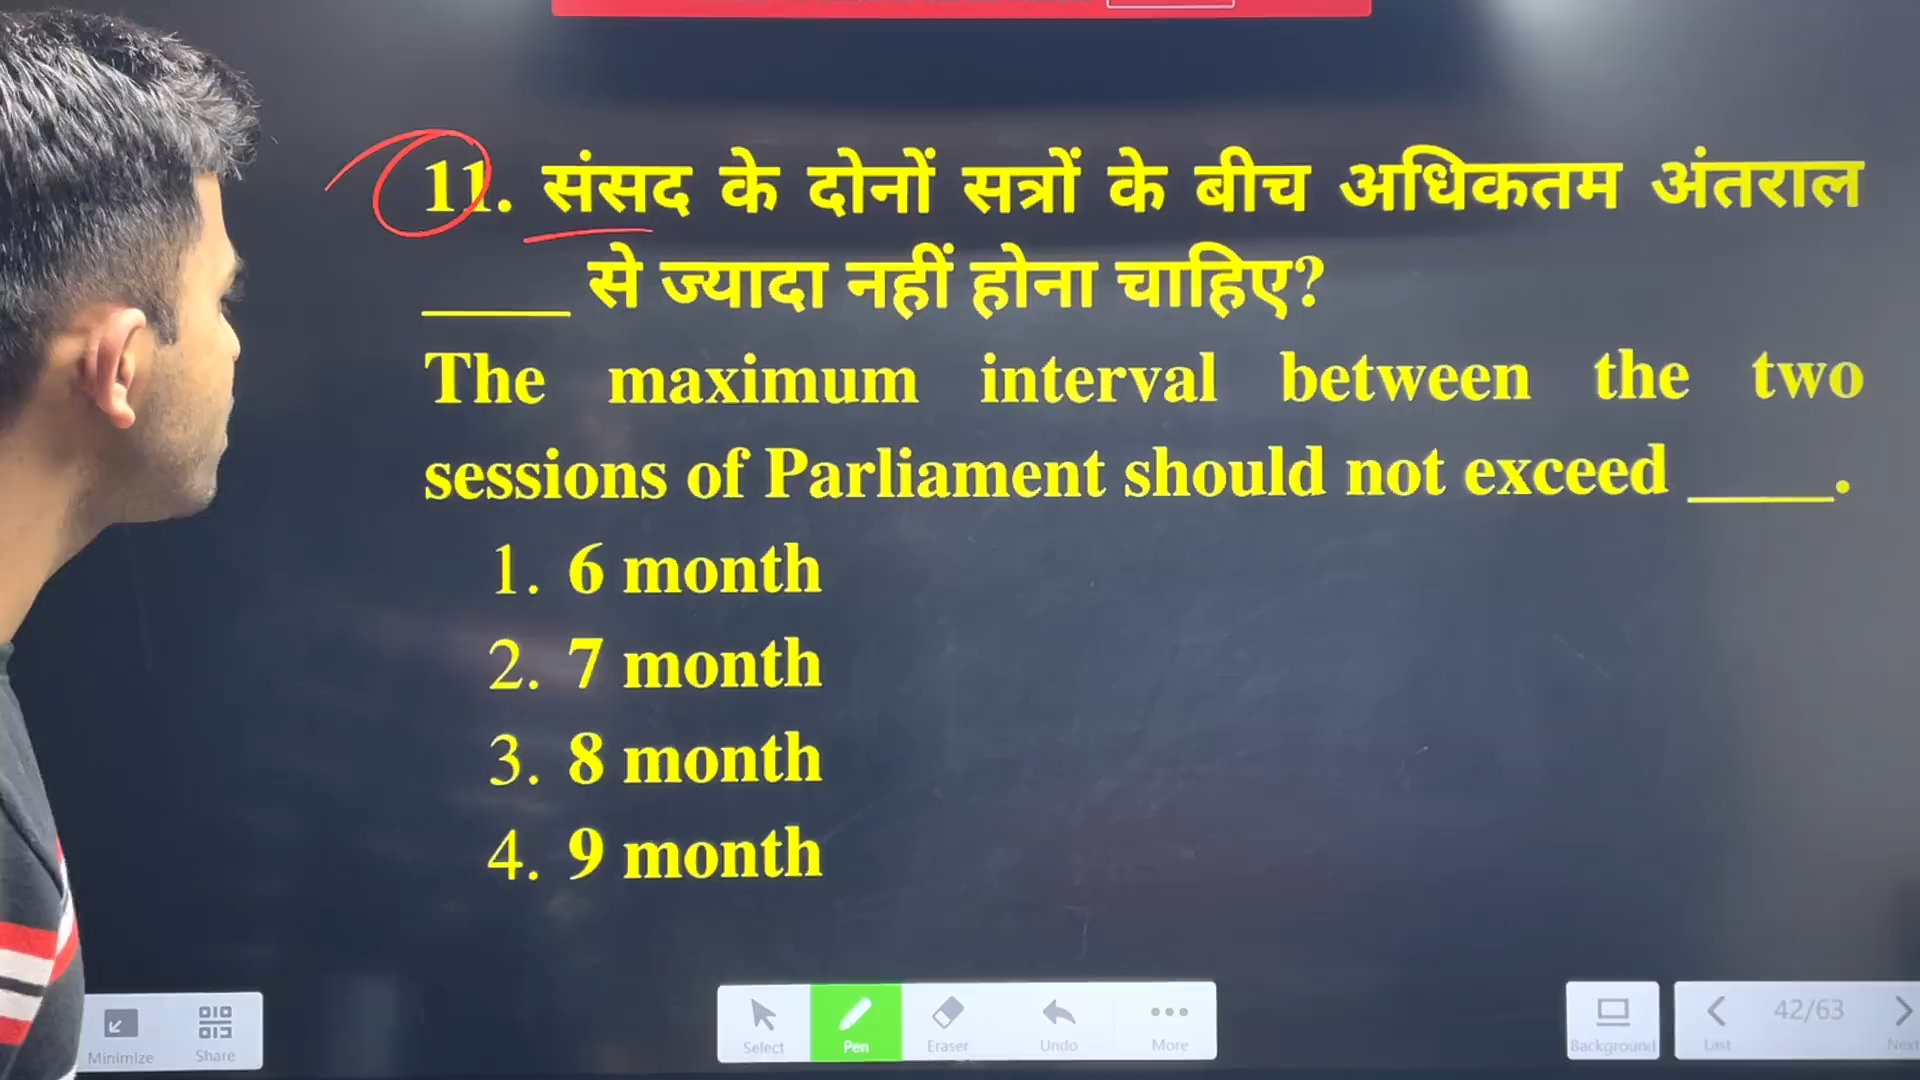 11. संसद के दोनों सत्रों के बीच अधिकतम अंतराल
____ से ज्यादा नहीं होना चाहिए?
The maximum interval between the two
sessions of Parliament should not exceed ____.
1. 6 month
2. 7 month
3. 8 month
4. 9 month
Minimize Share Select Pen Eraser Undo More Background Last 42/63 Next